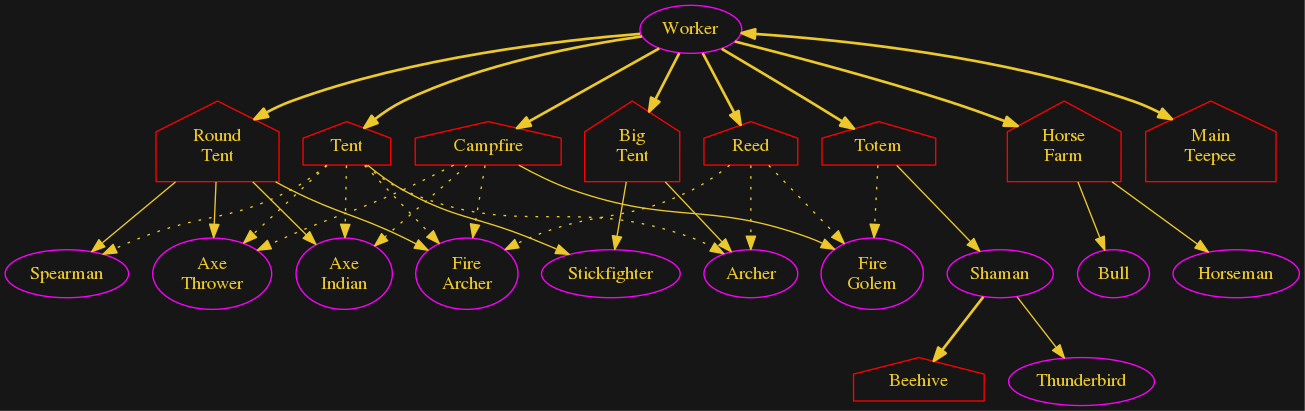 Worker
Round
Tent
Tent
Campfire
Big
Tent
Reed
Totem
Horse
Farm
Main
Teepee
Spearman
Axe
Thrower
Axe
Indian
Fire
Archer
Stickfighter
Archer
Fire
Golem
Shaman
Bull
Horseman
Beehive
Thunderbird